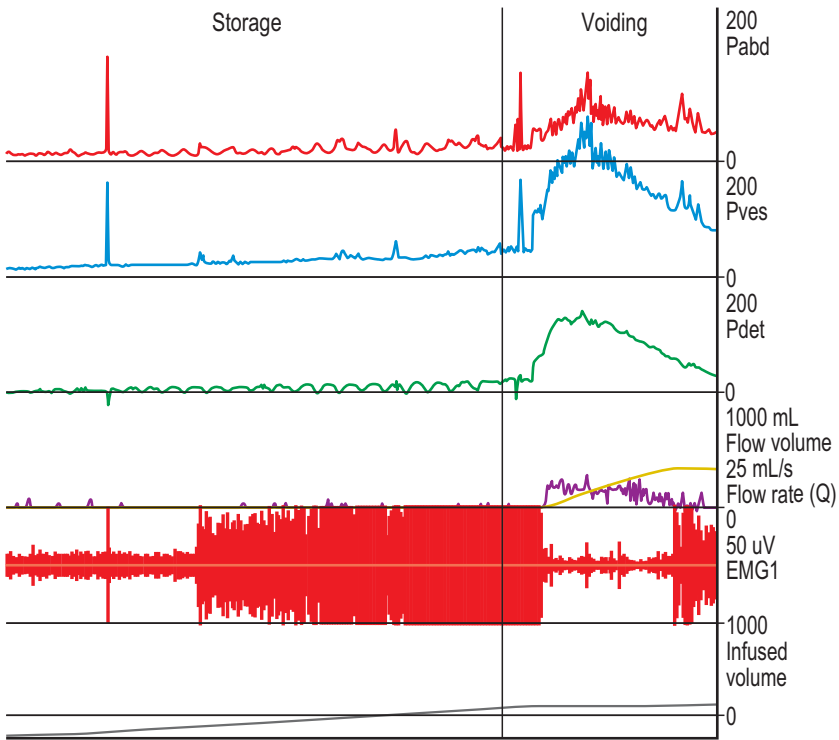 Storage
Voiding
200
Pabd
0
200
Pves
0
200
Pdet
0
1000 mL
Flow volume
25 mL/s
Flow rate (Q)
0
50 uV
EMG1
1000
Infused
volume
0